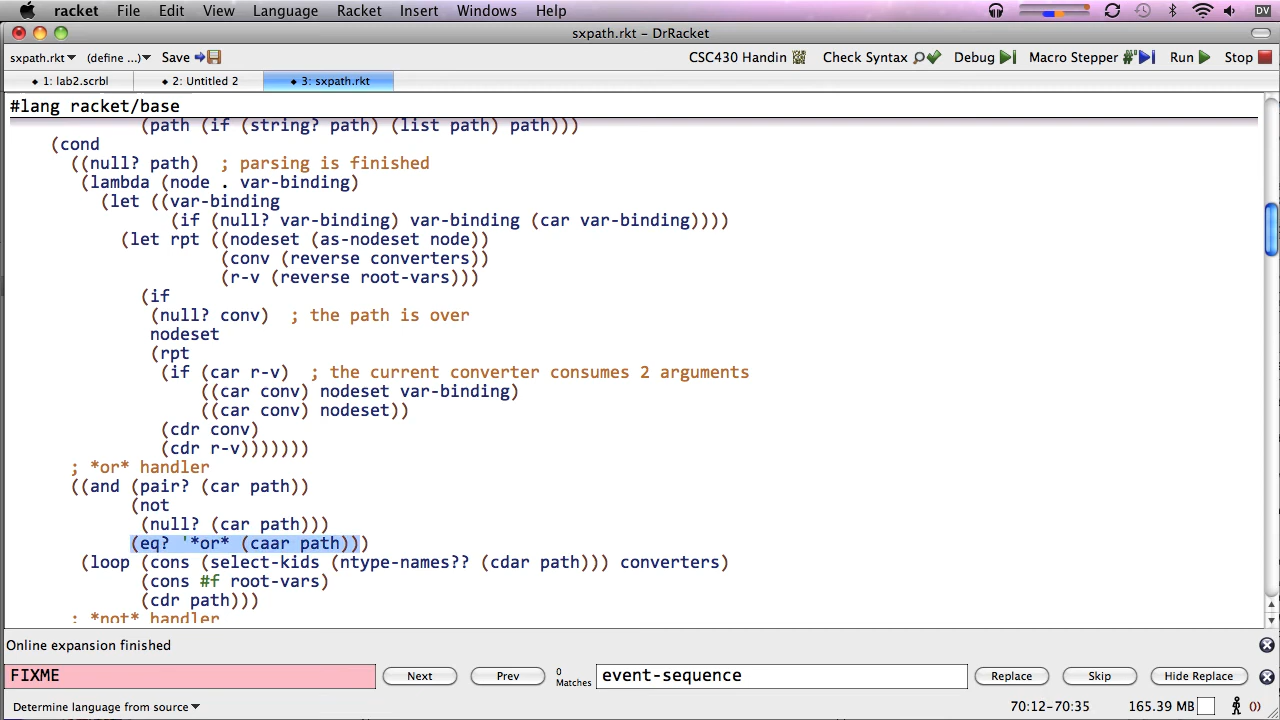 racket File Edit View Language Racket Insert Windows Help DV
sxpath.rkt – DrRacket
sxpath.rkt (define ...) Save CSC430 Handin Check Syntax Debug Macro Stepper Run Stop
1: lab2.scrbl 2: Untitled 2 3: sxpath.rkt
#lang racket/base
(path (if (string? path) (list path) path)))
(cond
((null? path)  ; parsing is finished
(lambda (node . var-binding)
(let ((var-binding
(if (null? var-binding) var-binding (car var-binding))))
(let rpt ((nodeset (as-nodeset node))
(conv (reverse converters))
(r-v (reverse root-vars)))
(if
(null? conv)  ; the path is over
nodeset
(rpt
(if (car r-v)  ; the current converter consumes 2 arguments
((car conv) nodeset var-binding)
((car conv) nodeset))
(cdr conv)
(cdr r-v)))))))
; *or* handler
((and (pair? (car path))
(not
(null? (car path)))
(eq? '*or* (caar path)))
(loop (cons (select-kids (ntype-names?? (cdar path))) converters)
(cons #f root-vars)
(cdr path)))
; *not* handler
Online expansion finished
FIXME Next Prev 0 Matches event-sequence Replace Skip Hide Replace
Determine language from source 70:12-70:35 165.39 MB 0)